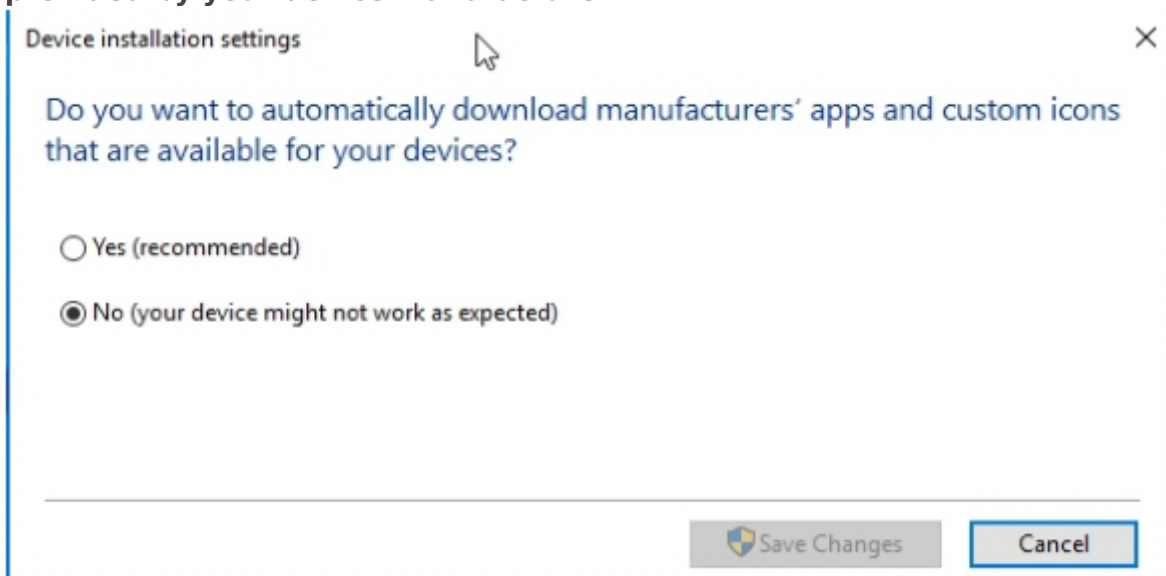 Device installation settings
Do you want to automatically download manufacturers’ apps and custom icons
that are available for your devices?
Yes (recommended)
No (your device might not work as expected)
Save Changes
Cancel